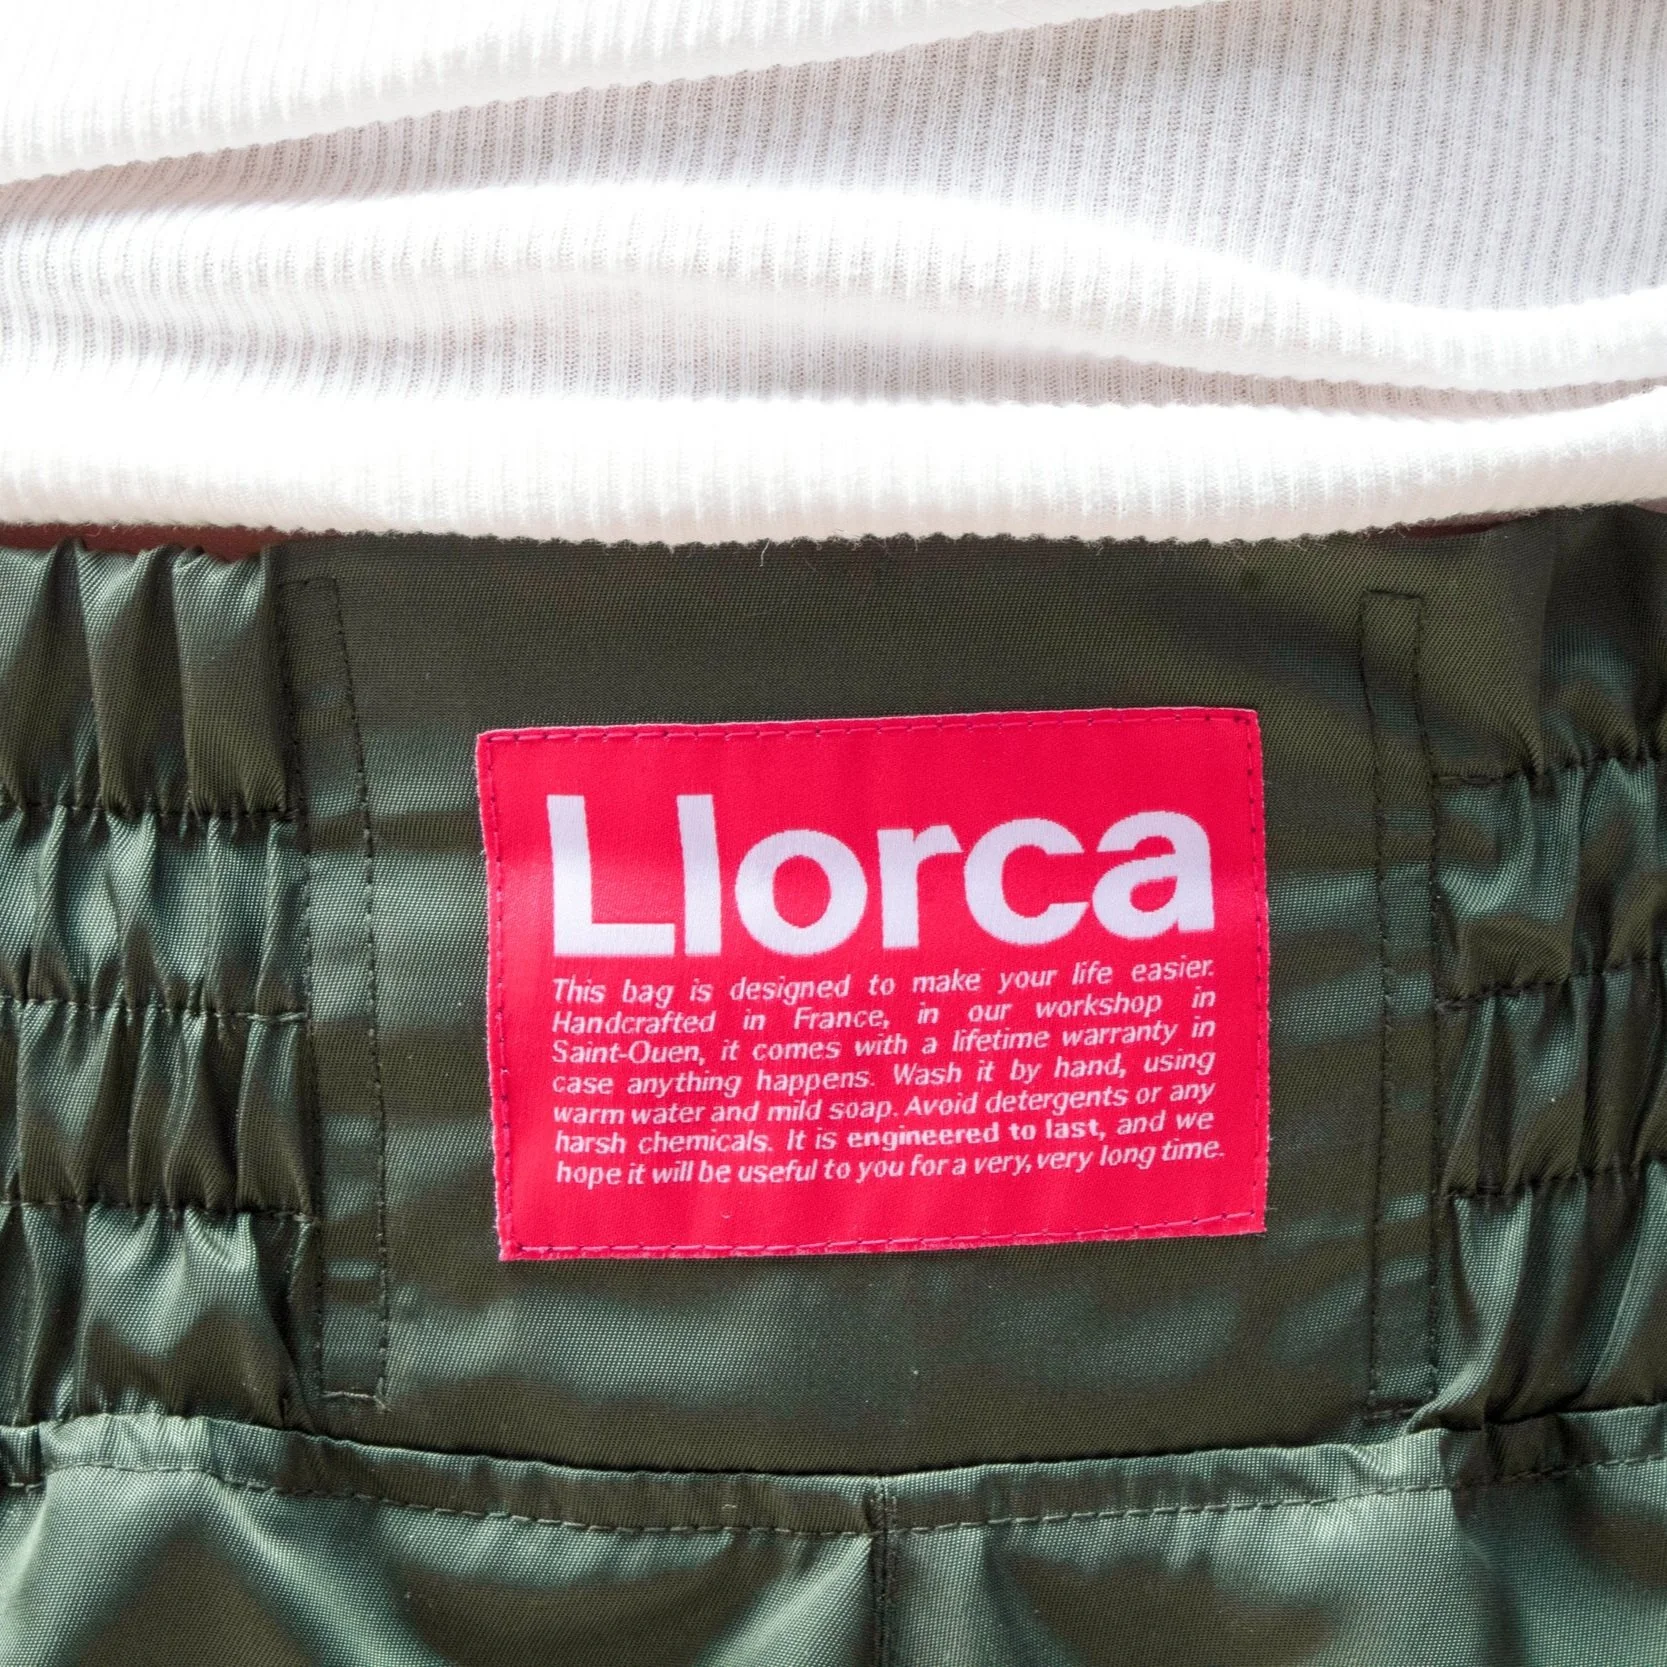 Llorca
This bag is designed to make your life easier.
Handcrafted in France, in our workshop in
Saint-Ouen, it comes with a lifetime warranty in
case anything happens. Wash it by hand, using
warm water and mild soap. Avoid detergents or any
harsh chemicals. It is engineered to last, and we
hope it will be useful to you for a very, very long time.